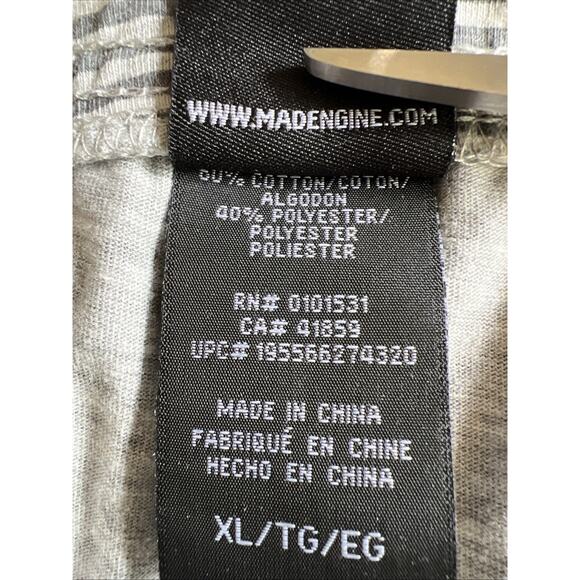 WWW.MADENGINE.COM
60% COTTON/COTON/
ALGODON
40% POLYESTER/
POLYESTER
POLIESTER
RN# 0101531
CA# 41859
UPC# 195566274320
MADE IN CHINA
FABRIQUÉ EN CHINE
HECHO EN CHINA
XL/TG/EG